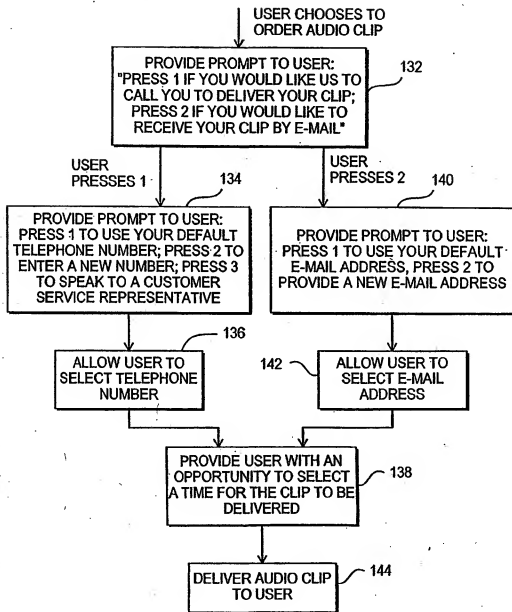 USER CHOOSES TO
ORDER AUDIO CLIP
PROVIDE PROMPT TO USER:
"PRESS 1 IF YOU WOULD LIKE US TO
CALL YOU TO DELIVER YOUR CLIP;
PRESS 2 IF YOU WOULD LIKE TO
RECEIVE YOUR CLIP BY E-MAIL"
132
USER
PRESSES 1
134
USER
PRESSES 2
140
PROVIDE PROMPT TO USER:
PRESS 1 TO USE YOUR DEFAULT
TELEPHONE NUMBER; PRESS 2 TO
ENTER A NEW NUMBER; PRESS 3
TO SPEAK TO A CUSTOMER
SERVICE REPRESENTATIVE
PROVIDE PROMPT TO USER:
PRESS 1 TO USE YOUR DEFAULT
E-MAIL ADDRESS, PRESS 2 TO
PROVIDE A NEW E-MAIL ADDRESS
136
ALLOW USER TO
SELECT TELEPHONE
NUMBER
142
ALLOW USER TO
SELECT E-MAIL
ADDRESS
PROVIDE USER WITH AN
OPPORTUNITY TO SELECT
A TIME FOR THE CLIP TO BE
DELIVERED
138
DELIVER AUDIO CLIP
TO USER
144